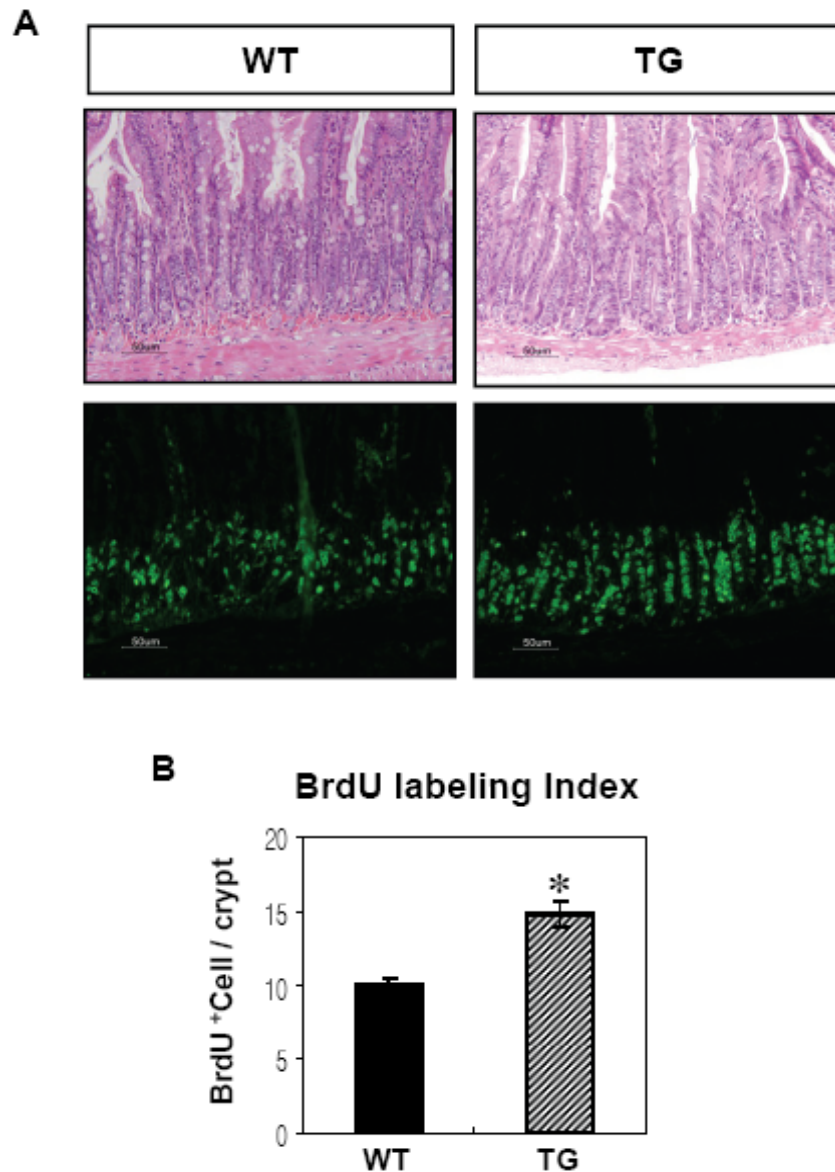 A
WT
TG
50um
50um
50um
50um
B
BrdU labeling Index
BrdU +Cell / crypt
20
15
10
5
0
*
WT
TG